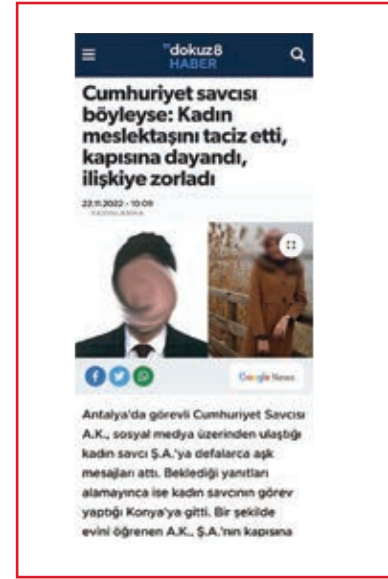 "dokuz8
HABER
Cumhuriyet savcısı
böyleyse: Kadın
meslektaşını taciz etti,
kapısına dayandı,
ilişkiye zorladı
22.11.2022 - 10:09
Google News
Antalya'da görevli Cumhuriyet Savcısı
A.K., sosyal medya üzerinden ulaştığı
kadın savcı Ş.A.'ya defalarca aşk
mesajları attı. Beklediği yanıtları
alamayınca ise kadın savcının görev
yaptığı Konya'ya gitti. Bir şekilde
evini öğrenen A.K., Ş.A.'nın kapısına